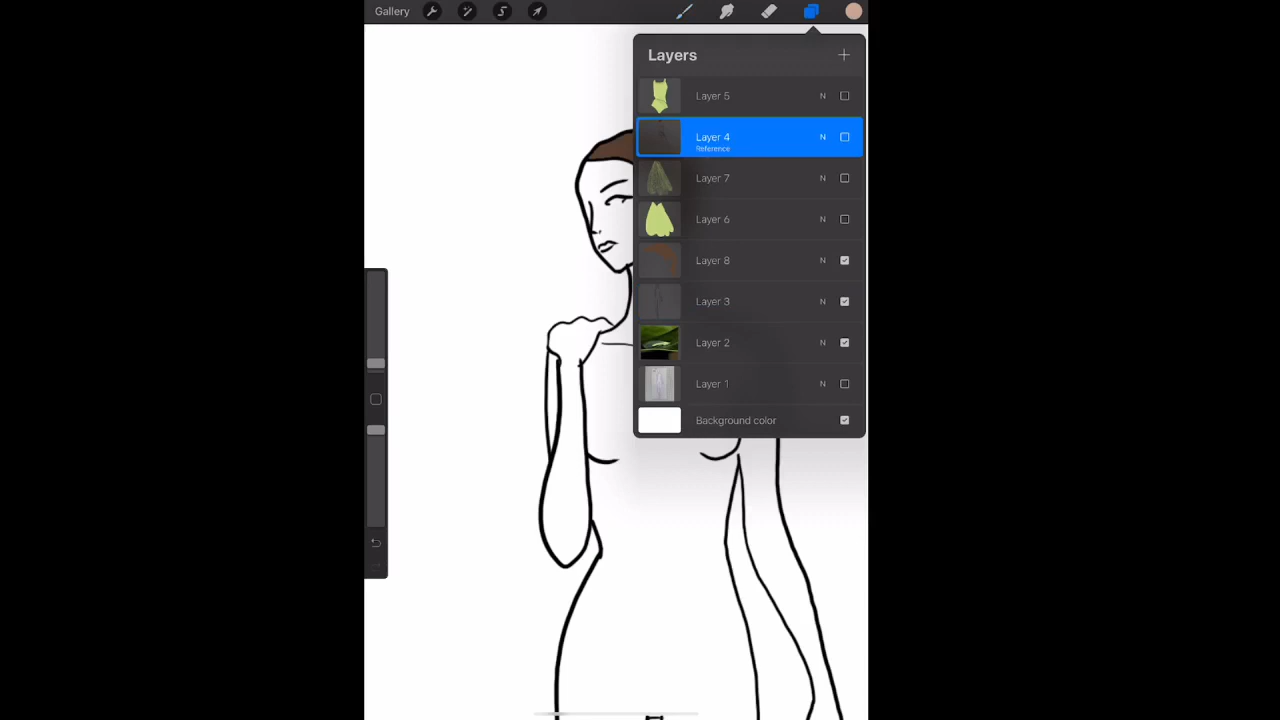 Gallery
Layers
Layer 5 N
Layer 4 N
Reference
Layer 7 N
Layer 6 N
Layer 8 N
Layer 3 N
Layer 2 N
Layer 1 N
Background color